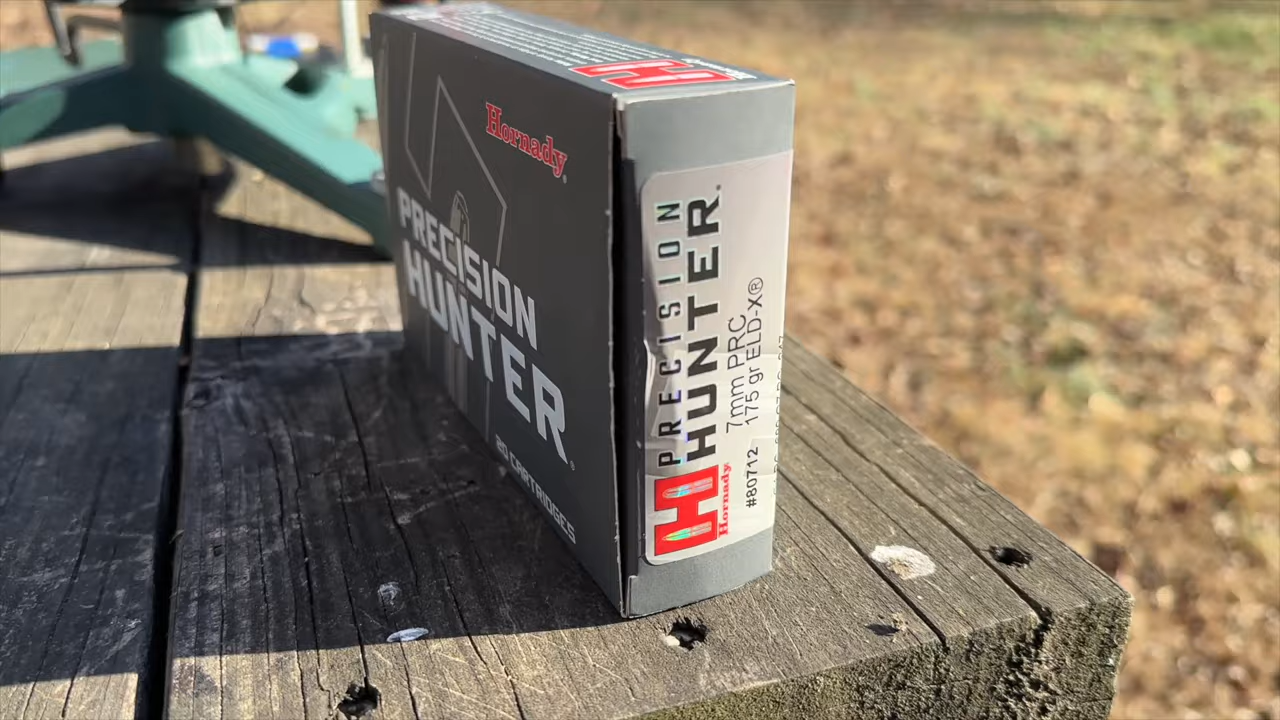 Hornady
PRECISION
HUNTER
20 CARTRIDGES
PRECISION
HUNTER
7mm PRC
#80712 175 gr ELD-X®
H
Hornady
H